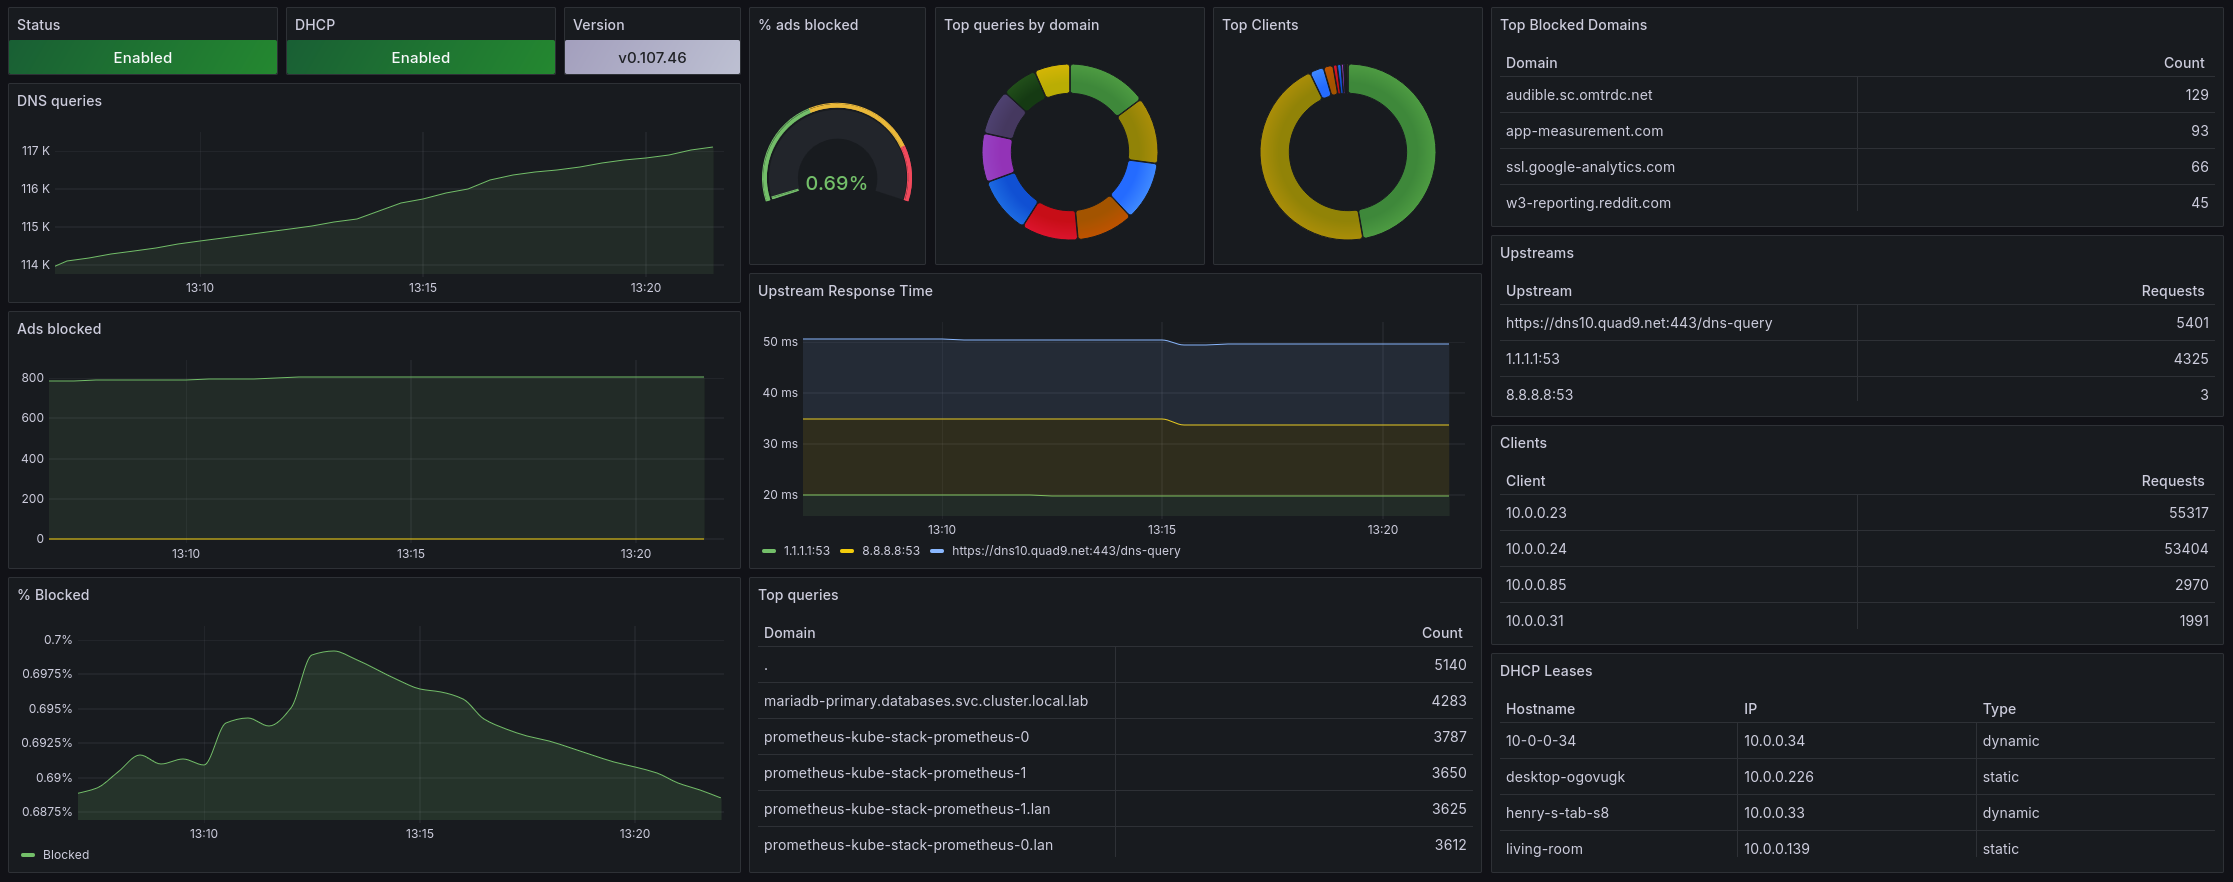 Status
Enabled
DHCP
Enabled
Version
v0.107.46
DNS queries
117 K
116 K
115 K
114 K
13:10 13:15 13:20
Ads blocked
800
600
400
200
0
13:10 13:15 13:20
% Blocked
0.7%
0.6975%
0.695%
0.6925%
0.69%
0.6875%
13:10 13:15 13:20
Blocked
% ads blocked
0.69%
Top queries by domain
Top Clients
Upstream Response Time
50 ms
40 ms
30 ms
20 ms
13:10 13:15 13:20
1.1.1.1:53 8.8.8.8:53 https://dns10.quad9.net:443/dns-query
Top queries
Domain Count
. 5140
mariadb-primary.databases.svc.cluster.local.lab 4283
prometheus-kube-stack-prometheus-0 3787
prometheus-kube-stack-prometheus-1 3650
prometheus-kube-stack-prometheus-1.lan 3625
prometheus-kube-stack-prometheus-0.lan 3612
Top Blocked Domains
Domain Count
audible.sc.omtrdc.net 129
app-measurement.com 93
ssl.google-analytics.com 66
w3-reporting.reddit.com 45
Upstreams
Upstream Requests
https://dns10.quad9.net:443/dns-query 5401
1.1.1.1:53 4325
8.8.8.8:53 3
Clients
Client Requests
10.0.0.23 55317
10.0.0.24 53404
10.0.0.85 2970
10.0.0.31 1991
DHCP Leases
Hostname IP Type
10-0-0-34 10.0.0.34 dynamic
desktop-ogovugk 10.0.0.226 static
henry-s-tab-s8 10.0.0.33 dynamic
living-room 10.0.0.139 static